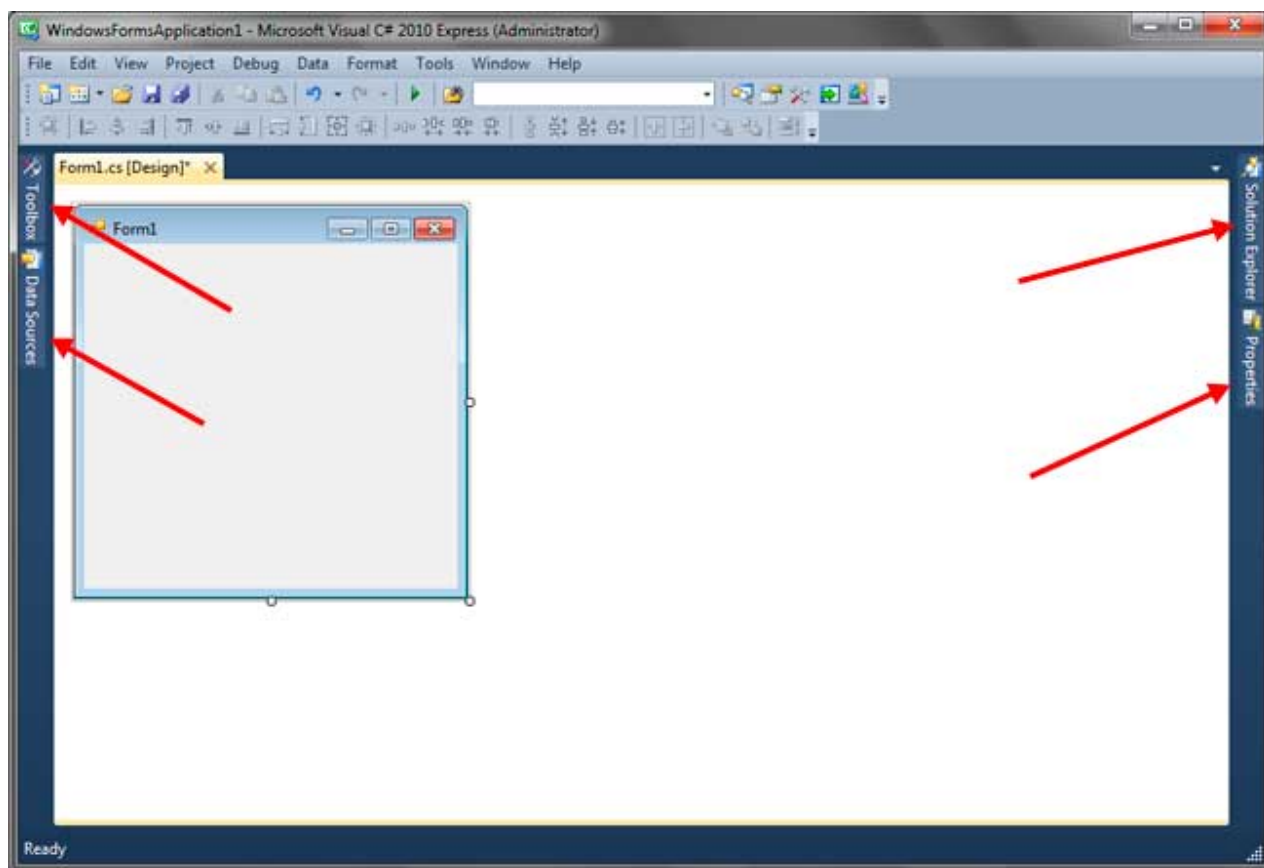 WindowsFormsApplication1 - Microsoft Visual C# 2010 Express (Administrator)
File Edit View Project Debug Data Format Tools Window Help
Form1.cs [Design]*
Toolbox
Data Sources
Form1
Solution Explorer
Properties
Ready